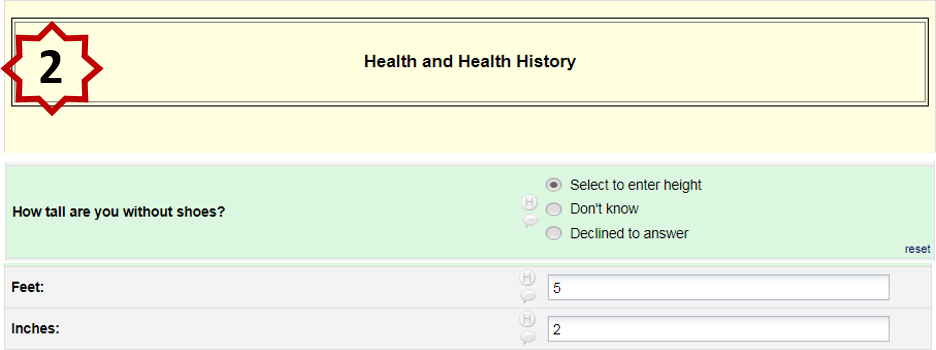 2
Health and Health History
How tall are you without shoes?
H
Select to enter height
Don't know
Declined to answer
reset
Feet:
H
5
Inches:
H
2